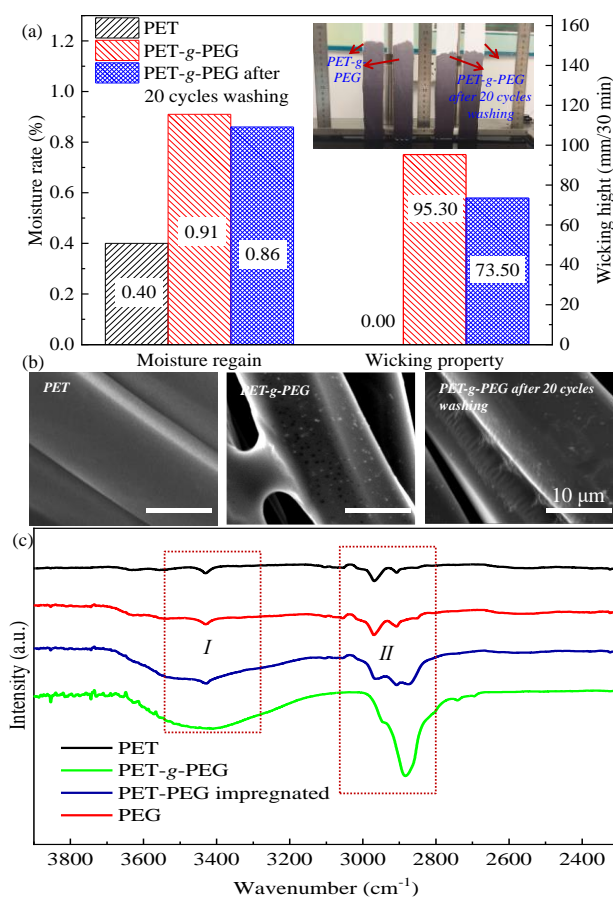 (a)
PET
PET-g-PEG
PET-g-PEG after
20 cycles washing
PET-g-
PEG
PET-g-PEG
after 20 cycles
washing
Moisture rate (%)
1.2
1.0
0.8
0.6
0.4
0.2
0.0
0.40
0.91
0.86
0.00
95.30
73.50
160
140
120
100
80
60
40
20
0
Wicking hight (mm/30 min)
Moisture regain
Wicking property
(b)
PET
PET-g-PEG
PET-g-PEG after 20 cycles
washing
10 μm
(c)
I
II
Intensity (a.u.)
PET
PET-g-PEG
PET-PEG impregnated
PEG
3800
3400
3200
3000
2800
2600
2400
Wavenumber (cm⁻¹)